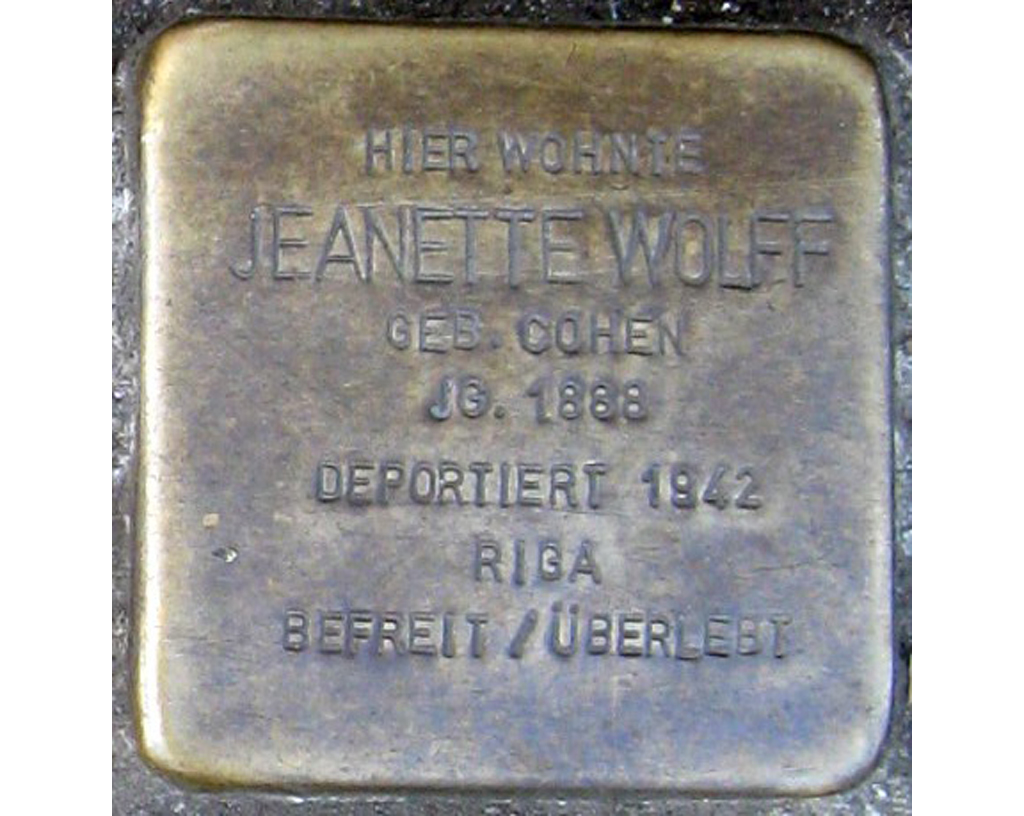 HIER WOHNTE
JEANETTE WOLFF
GEB. COHEN
JG. 1888
DEPORTIERT 1942
RIGA
BEFREIT / ÜBERLEBT